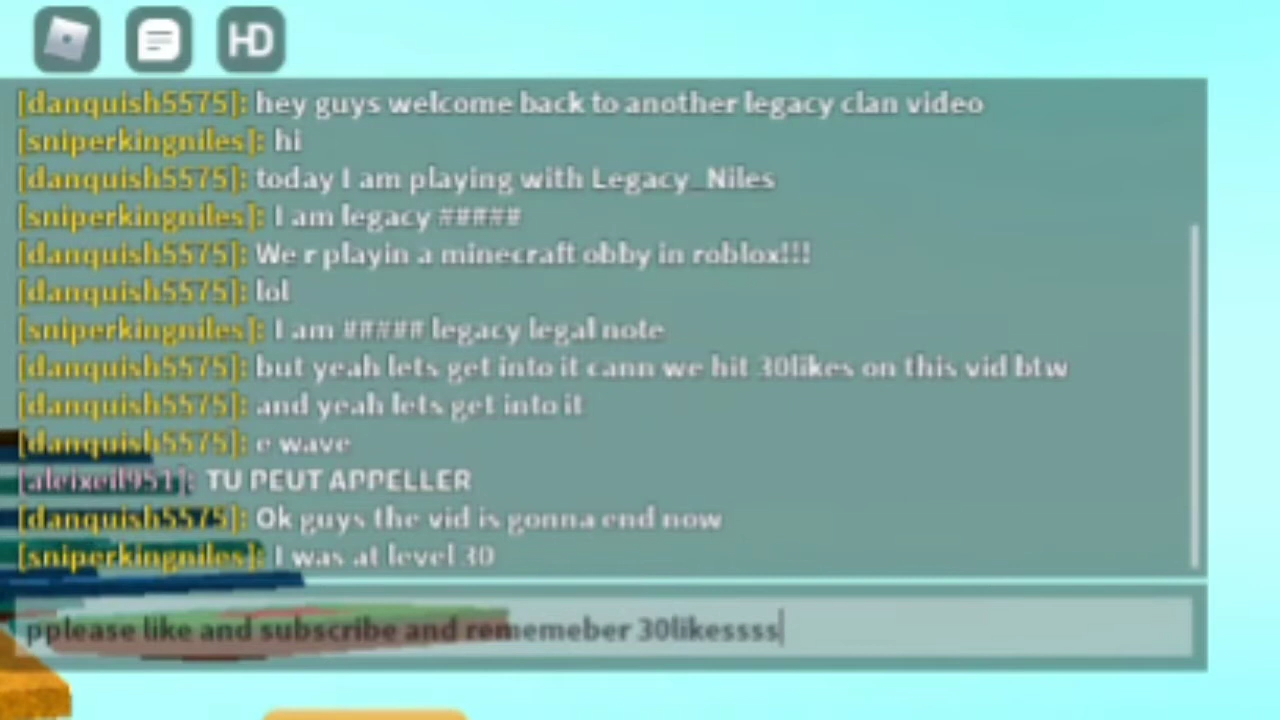 HD
[danquish5575]: hey guys welcome back to another legacy clan video
[sniperkingniles]: hi
[danquish5575]: today I am playing with Legacy_Niles
[sniperkingniles]: I am legacy #####
[danquish5575]: We r playin a minecraft obby in roblox!!!
[danquish5575]: lol
[sniperkingniles]: I am ##### legacy legal note
[danquish5575]: but yeah lets get into it cann we hit 30likes on this vid btw
[danquish5575]: and yeah lets get into it
[danquish5575]: e wave
[aleixeil951]: TU PEUT APPELLER
[danquish5575]: Ok guys the vid is gonna end now
[sniperkingniles]: I was at level 30
pplease like and subscribe and rememeber 30likessss